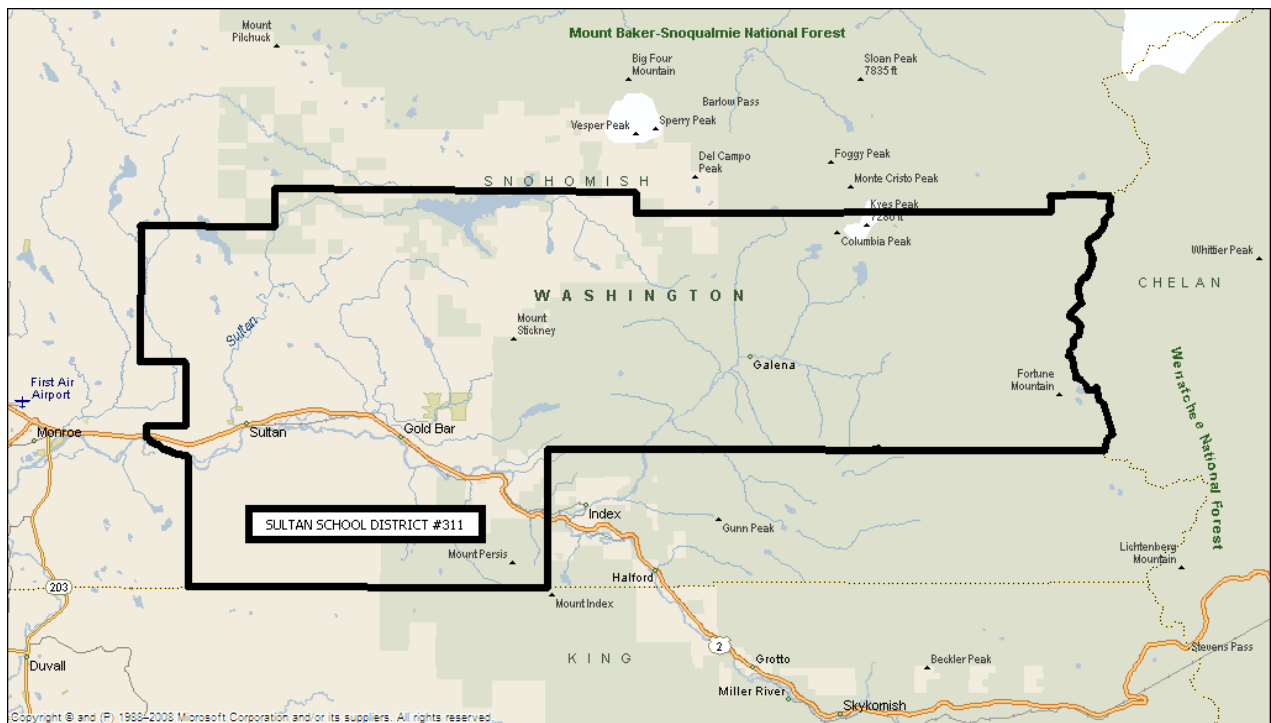 Mount
Pilchuck
Mount Baker-Snoqualmie National Forest
Big Four
Mountain
Sloan Peak
7835 ft
Barlow Pass
Vesper Peak
Sperry Peak
Del Campo
Peak
Foggy Peak
Monte Cristo Peak
SNOHOMISH
Kyes Peak
7280 ft
Columbia Peak
Whittier Peak
CHELAN
WASHINGTON
Sultan
Mount
Stickney
Galena
Fortune
Mountain
Wenatchee National Forest
First Air
Airport
Monroe
Sultan
Gold Bar
SULTAN SCHOOL DISTRICT #311
Index
Gunn Peak
Mount Persis
Halford
Lichtenberg
Mountain
203
Mount Index
2
KING
Grotto
Beckler Peak
Stevens Pass
Duvall
Miller River
Skykomish
Copyright © and (P) 1988-2008 Microsoft Corporation and/or its suppliers. All rights reserved.